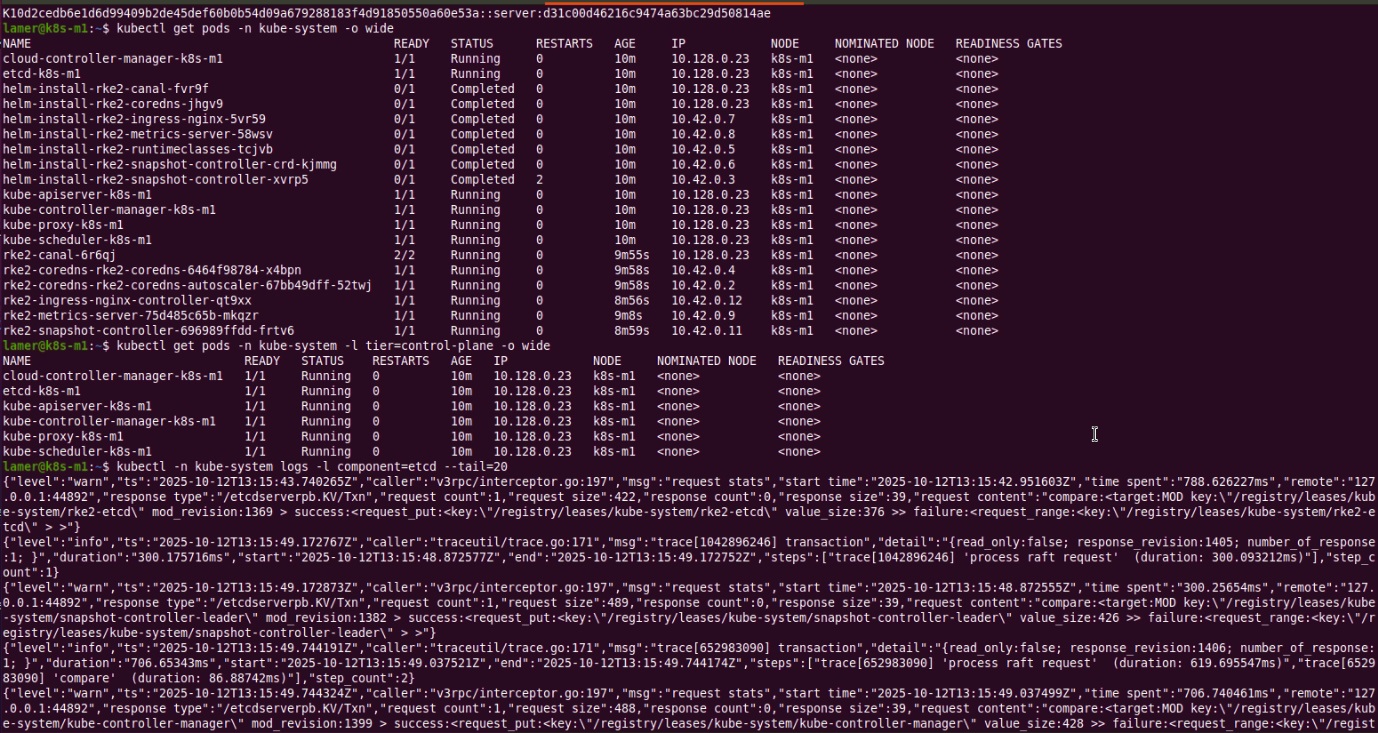 K10d2cedb6e1d6d99409b2de45def60b0b54d09a679288183f4d91850550a60e53a::server:d31c00d46216c9474a63bc29d50814ae
lamer@k8s-m1:~$ kubectl get pods -n kube-system -o wide
NAME READY STATUS RESTARTS AGE IP NODE NOMINATED NODE READINESS GATES
cloud-controller-manager-k8s-m1 1/1 Running 0 10m 10.128.0.23 k8s-m1 <none> <none>
etcd-k8s-m1 1/1 Running 0 10m 10.128.0.23 k8s-m1 <none> <none>
helm-install-rke2-canal-fvr9f 0/1 Completed 0 10m 10.128.0.23 k8s-m1 <none> <none>
helm-install-rke2-coredns-jhgv9 0/1 Completed 0 10m 10.128.0.23 k8s-m1 <none> <none>
helm-install-rke2-ingress-nginx-5vr59 0/1 Completed 0 10m 10.42.0.7 k8s-m1 <none> <none>
helm-install-rke2-metrics-server-58wsv 0/1 Completed 0 10m 10.42.0.8 k8s-m1 <none> <none>
helm-install-rke2-runtimeclasses-tcjvb 0/1 Completed 0 10m 10.42.0.5 k8s-m1 <none> <none>
helm-install-rke2-snapshot-controller-crd-kjmmg 0/1 Completed 0 10m 10.42.0.6 k8s-m1 <none> <none>
helm-install-rke2-snapshot-controller-xvrp5 0/1 Completed 2 10m 10.42.0.3 k8s-m1 <none> <none>
kube-apiserver-k8s-m1 1/1 Running 0 10m 10.128.0.23 k8s-m1 <none> <none>
kube-controller-manager-k8s-m1 1/1 Running 0 10m 10.128.0.23 k8s-m1 <none> <none>
kube-proxy-k8s-m1 1/1 Running 0 10m 10.128.0.23 k8s-m1 <none> <none>
kube-scheduler-k8s-m1 1/1 Running 0 10m 10.128.0.23 k8s-m1 <none> <none>
rke2-canal-6r6qj 2/2 Running 0 9m55s 10.128.0.23 k8s-m1 <none> <none>
rke2-coredns-rke2-coredns-6464f98784-x4bpn 1/1 Running 0 9m58s 10.42.0.4 k8s-m1 <none> <none>
rke2-coredns-rke2-coredns-autoscaler-67bb49dff-52twj 1/1 Running 0 9m58s 10.42.0.2 k8s-m1 <none> <none>
rke2-ingress-nginx-controller-qt9xx 1/1 Running 0 8m56s 10.42.0.12 k8s-m1 <none> <none>
rke2-metrics-server-75d485c65b-mkqzr 1/1 Running 0 9m8s 10.42.0.9 k8s-m1 <none> <none>
rke2-snapshot-controller-696989ffdd-frtv6 1/1 Running 0 8m59s 10.42.0.11 k8s-m1 <none> <none>
lamer@k8s-m1:~$ kubectl get pods -n kube-system -l tier=control-plane -o wide
NAME READY STATUS RESTARTS AGE IP NODE NOMINATED NODE READINESS GATES
cloud-controller-manager-k8s-m1 1/1 Running 0 10m 10.128.0.23 k8s-m1 <none> <none>
etcd-k8s-m1 1/1 Running 0 10m 10.128.0.23 k8s-m1 <none> <none>
kube-apiserver-k8s-m1 1/1 Running 0 10m 10.128.0.23 k8s-m1 <none> <none>
kube-controller-manager-k8s-m1 1/1 Running 0 10m 10.128.0.23 k8s-m1 <none> <none>
kube-proxy-k8s-m1 1/1 Running 0 10m 10.128.0.23 k8s-m1 <none> <none>
kube-scheduler-k8s-m1 1/1 Running 0 10m 10.128.0.23 k8s-m1 <none> <none>
lamer@k8s-m1:~$ kubectl -n kube-system logs -l component=etcd --tail=20
{"level":"warn","ts":"2025-10-12T13:15:43.740265Z","caller":"v3rpc/interceptor.go:197","msg":"request stats","start time":"2025-10-12T13:15:42.951603Z","time spent":"788.626227ms","remote":"127
.0.0.1:44892","response type":"/etcdserverpb.KV/Txn","request count":1,"request size":422,"response count":0,"response size":39,"request content":"compare:<target:MOD key:\"/registry/leases/kub
e-system/rke2-etcd\" mod_revision:1369 > success:<request_put:<key:\"/registry/leases/kube-system/rke2-etcd\" value_size:376 >> failure:<request_range:<key:\"/registry/leases/kube-system/rke2-e
tcd\" > >"}
{"level":"info","ts":"2025-10-12T13:15:49.172767Z","caller":"traceutil/trace.go:171","msg":"trace[1042896246] transaction","detail":"{read_only:false; response_revision:1405; number_of_response
:1; }","duration":"300.175716ms","start":"2025-10-12T13:15:48.872577Z","end":"2025-10-12T13:15:49.172752Z","steps":["trace[1042896246] 'process raft request'  (duration: 300.093212ms)"],"step_c
ount":1}
{"level":"warn","ts":"2025-10-12T13:15:49.172873Z","caller":"v3rpc/interceptor.go:197","msg":"request stats","start time":"2025-10-12T13:15:48.872555Z","time spent":"300.25654ms","remote":"127.
0.0.1:44892","response type":"/etcdserverpb.KV/Txn","request count":1,"request size":489,"response count":0,"response size":39,"request content":"compare:<target:MOD key:\"/registry/leases/kube
-system/snapshot-controller-leader\" mod_revision:1382 > success:<request_put:<key:\"/registry/leases/kube-system/snapshot-controller-leader\" value_size:426 >> failure:<request_range:<key:\"/r
egistry/leases/kube-system/snapshot-controller-leader\" > >"}
{"level":"info","ts":"2025-10-12T13:15:49.744191Z","caller":"traceutil/trace.go:171","msg":"trace[652983090] transaction","detail":"{read_only:false; response_revision:1406; number_of_response:
1; }","duration":"706.65343ms","start":"2025-10-12T13:15:49.037521Z","end":"2025-10-12T13:15:49.744174Z","steps":["trace[652983090] 'process raft request'  (duration: 619.695547ms)","trace[6529
83090] 'compare'  (duration: 86.88742ms)"],"step_count":2}
{"level":"warn","ts":"2025-10-12T13:15:49.744324Z","caller":"v3rpc/interceptor.go:197","msg":"request stats","start time":"2025-10-12T13:15:49.037499Z","time spent":"706.740461ms","remote":"127
.0.0.1:44892","response type":"/etcdserverpb.KV/Txn","request count":1,"request size":488,"response count":0,"response size":39,"request content":"compare:<target:MOD key:\"/registry/leases/kub
e-system/kube-controller-manager\" mod_revision:1399 > success:<request_put:<key:\"/registry/leases/kube-system/kube-controller-manager\" value_size:428 >> failure:<request_range:<key:\"/regist